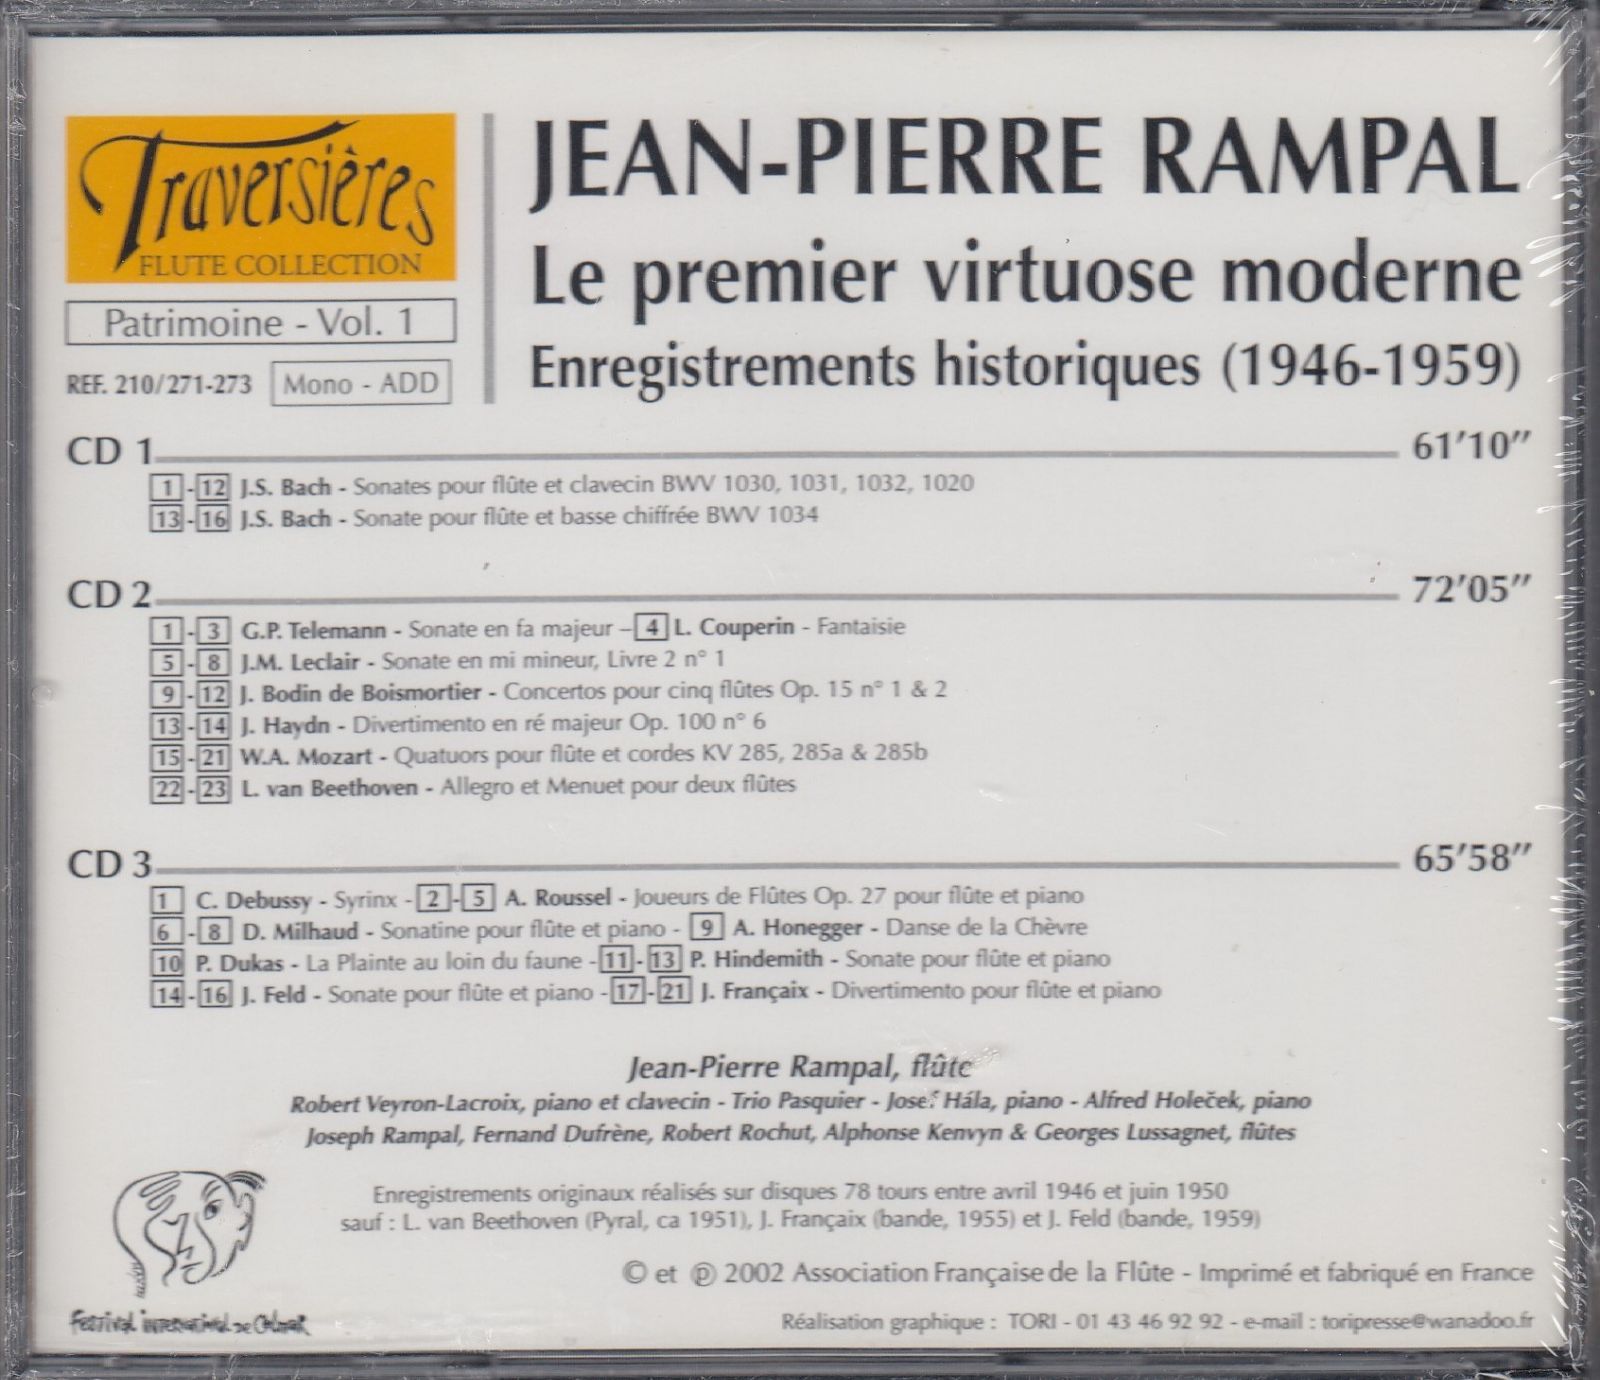 Traversières
FLUTE COLLECTION
Patrimoine - Vol. 1
REF. 210/271-273 Mono - ADD
JEAN-PIERRE RAMPAL
Le premier virtuose moderne
Enregistrements historiques (1946-1959)
CD 1 61'10"
1 - 12 J.S. Bach - Sonates pour flûte et clavecin BWV 1030, 1031, 1032, 1020
13 - 16 J.S. Bach - Sonate pour flûte et basse chiffrée BWV 1034
CD 2 72'05"
1 - 3 G.P. Telemann - Sonate en fa majeur – 4 L. Couperin - Fantaisie
5 - 8 J.M. Leclair - Sonate en mi mineur, Livre 2 n° 1
9 - 12 J. Bodin de Boismortier - Concertos pour cinq flûtes Op. 15 n° 1 & 2
13 - 14 J. Haydn - Divertimento en ré majeur Op. 100 n° 6
15 - 21 W.A. Mozart - Quatuors pour flûte et cordes KV 285, 285a & 285b
22 - 23 L. van Beethoven - Allegro et Menuet pour deux flûtes
CD 3 65'58"
1 C. Debussy - Syrinx - 2 - 5 A. Roussel - Joueurs de Flûtes Op. 27 pour flûte et piano
6 - 8 D. Milhaud - Sonatine pour flûte et piano - 9 A. Honegger - Danse de la Chèvre
10 P. Dukas - La Plainte au loin du faune - 11 - 13 P. Hindemith - Sonate pour flûte et piano
14 - 16 J. Feld - Sonate pour flûte et piano - 17 - 21 J. Françaix - Divertimento pour flûte et piano
Jean-Pierre Rampal, flûte
Robert Veyron-Lacroix, piano et clavecin - Trio Pasquier - Josef Hála, piano - Alfred Holeček, piano
Joseph Rampal, Fernand Dufrène, Robert Rochut, Alphonse Kenvyn & Georges Lussagnet, flûtes
Enregistrements originaux réalisés sur disques 78 tours entre avril 1946 et juin 1950
sauf : L. van Beethoven (Pyral, ca 1951), J. Françaix (bande, 1955) et J. Feld (bande, 1959)
© et ℗ 2002 Association Française de la Flûte - Imprimé et fabriqué en France
Festival international de Colmar
Réalisation graphique : TORI - 01 43 46 92 92 - e-mail : toripresse@wanadoo.fr